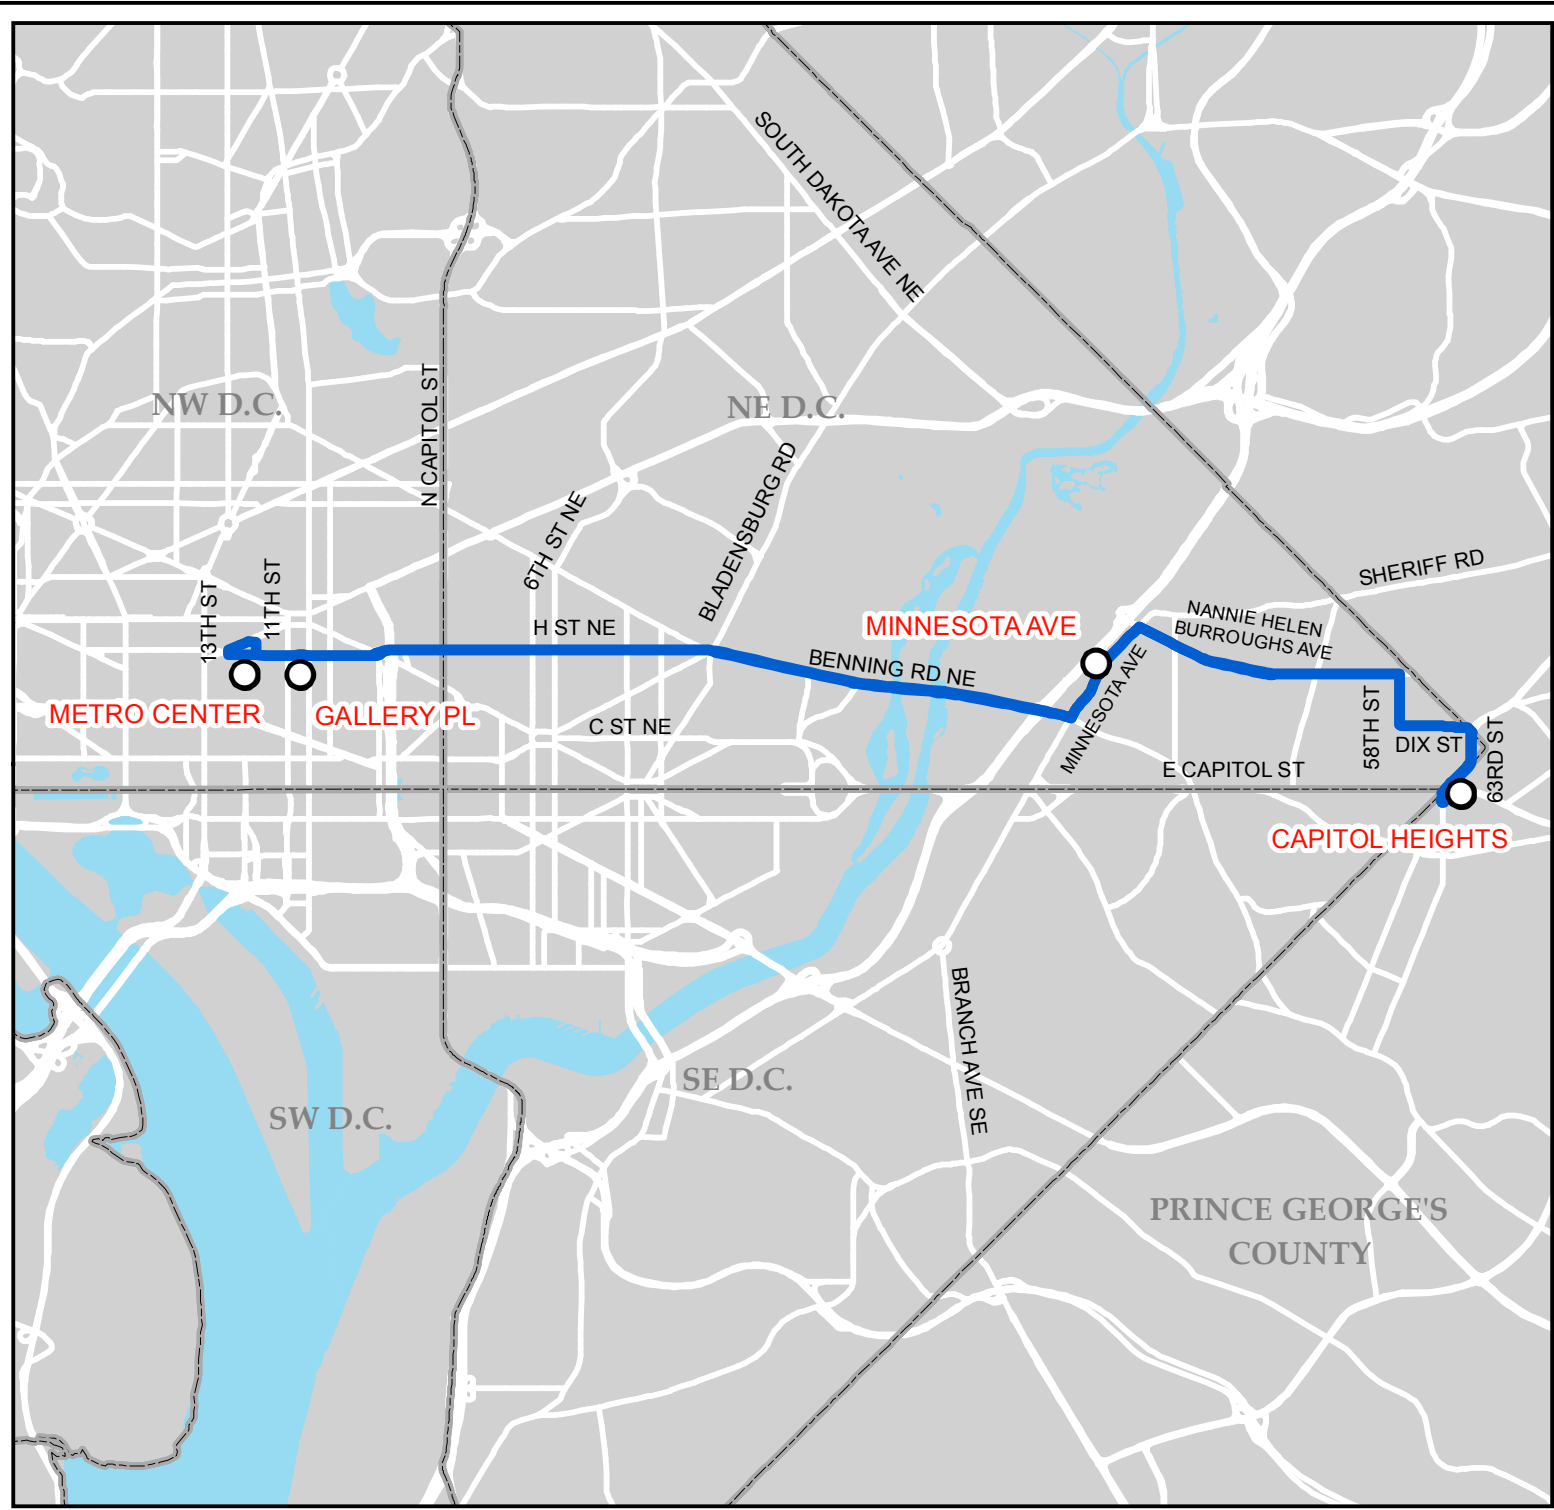 SOUTH DAKOTA AVE NE
NW D.C.
N CAPITOL ST
NE D.C.
BLADENSBURG RD
6TH ST NE
13TH ST
11TH ST
H ST NE
MINNESOTA AVE
SHERIFF RD
NANNIE HELEN
BURROUGHS AVE
BENNING RD NE
METRO CENTER
GALLERY PL
C ST NE
MINNESOTA AVE
58TH ST
DIX ST
63RD ST
E CAPITOL ST
CAPITOL HEIGHTS
BRANCH AVE SE
SE D.C.
SW D.C.
PRINCE GEORGE'S
COUNTY